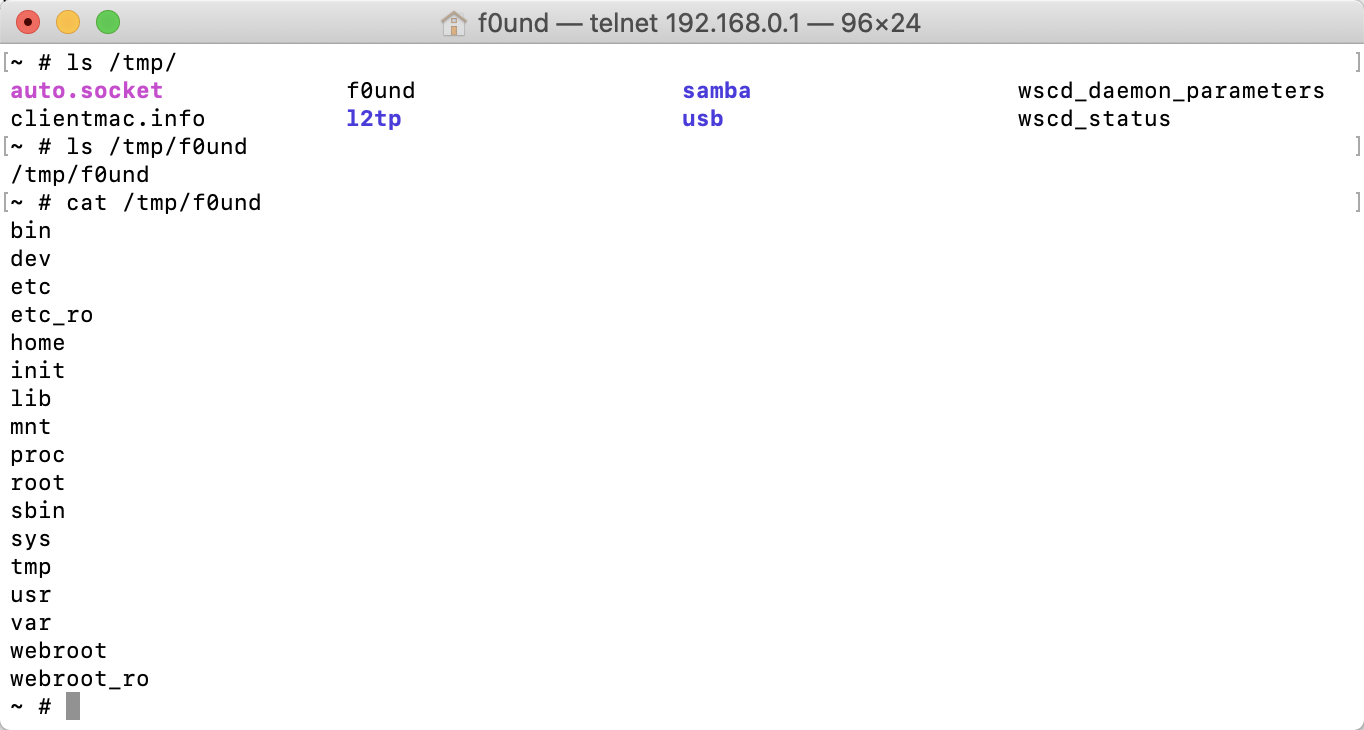 f0und — telnet 192.168.0.1 — 96×24
[~ # ls /tmp/ ]
auto.socket f0und samba wscd_daemon_parameters
clientmac.info l2tp usb wscd_status
[~ # ls /tmp/f0und ]
/tmp/f0und
[~ # cat /tmp/f0und ]
bin
dev
etc
etc_ro
home
init
lib
mnt
proc
root
sbin
sys
tmp
usr
var
webroot
webroot_ro
~ #